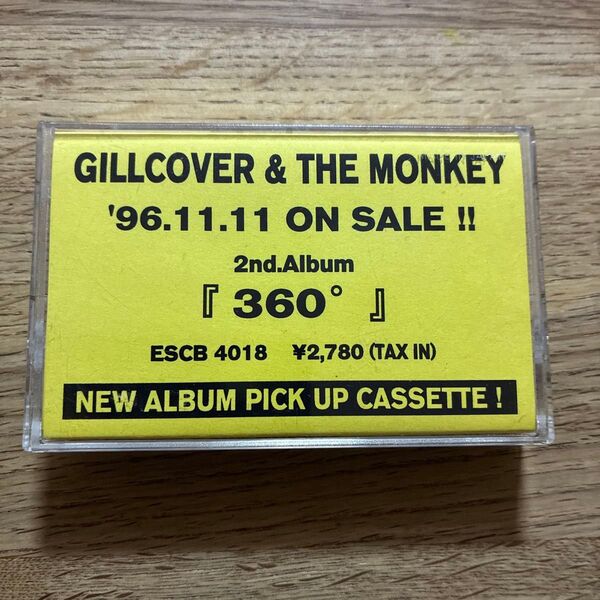 GILLCOVER & THE MONKEY
'96.11.11 ON SALE !!
2nd.Album
『 360° 』
ESCB 4018 ¥2,780 (TAX IN)
NEW ALBUM PICK UP CASSETTE !